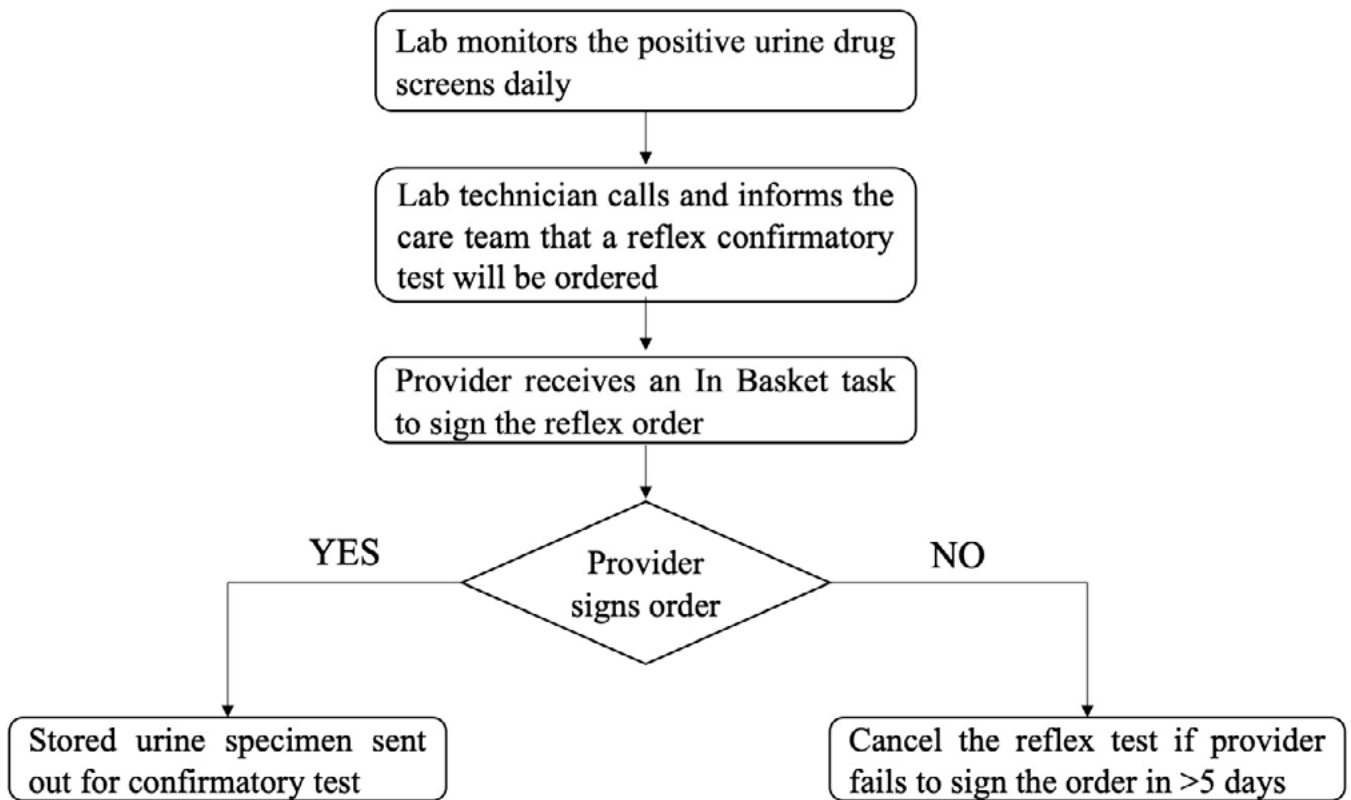 Lab monitors the positive urine drug
screens daily
Lab technician calls and informs the
care team that a reflex confirmatory
test will be ordered
Provider receives an In Basket task
to sign the reflex order
YES
NO
Provider
signs order
Stored urine specimen sent
out for confirmatory test
Cancel the reflex test if provider
fails to sign the order in >5 days